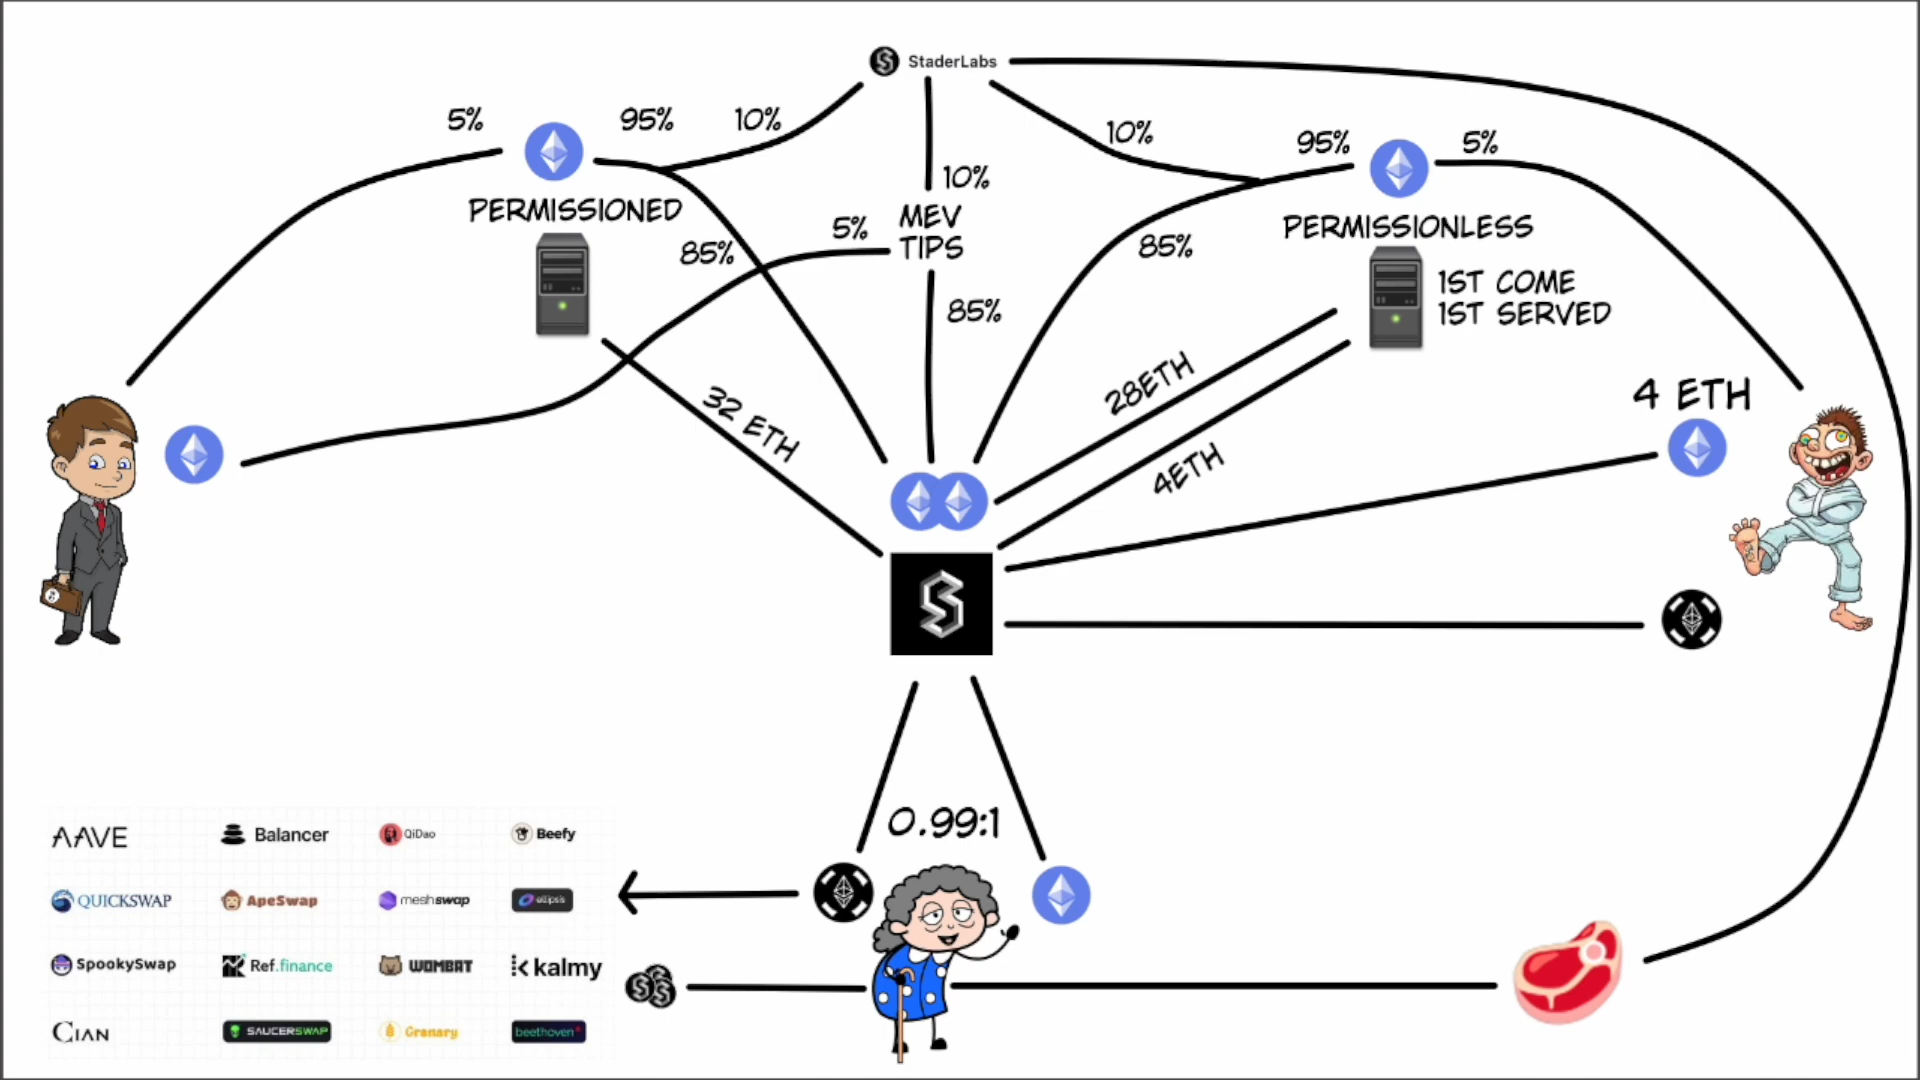 StaderLabs
5%
95%
10%
10%
95%
5%
PERMISSIONED
10%
MEV
TIPS
5%
85%
85%
85%
PERMISSIONLESS
1ST COME
1ST SERVED
32 ETH
28ETH
4ETH
4 ETH
0.99:1
AAVE
Balancer
QiDao
Beefy
QUICKSWAP
ApeSwap
meshswap
ellipsis
SpookySwap
Ref.finance
WOMBAT
kalmy
CIAN
SAUCERSWAP
Granary
beethoven